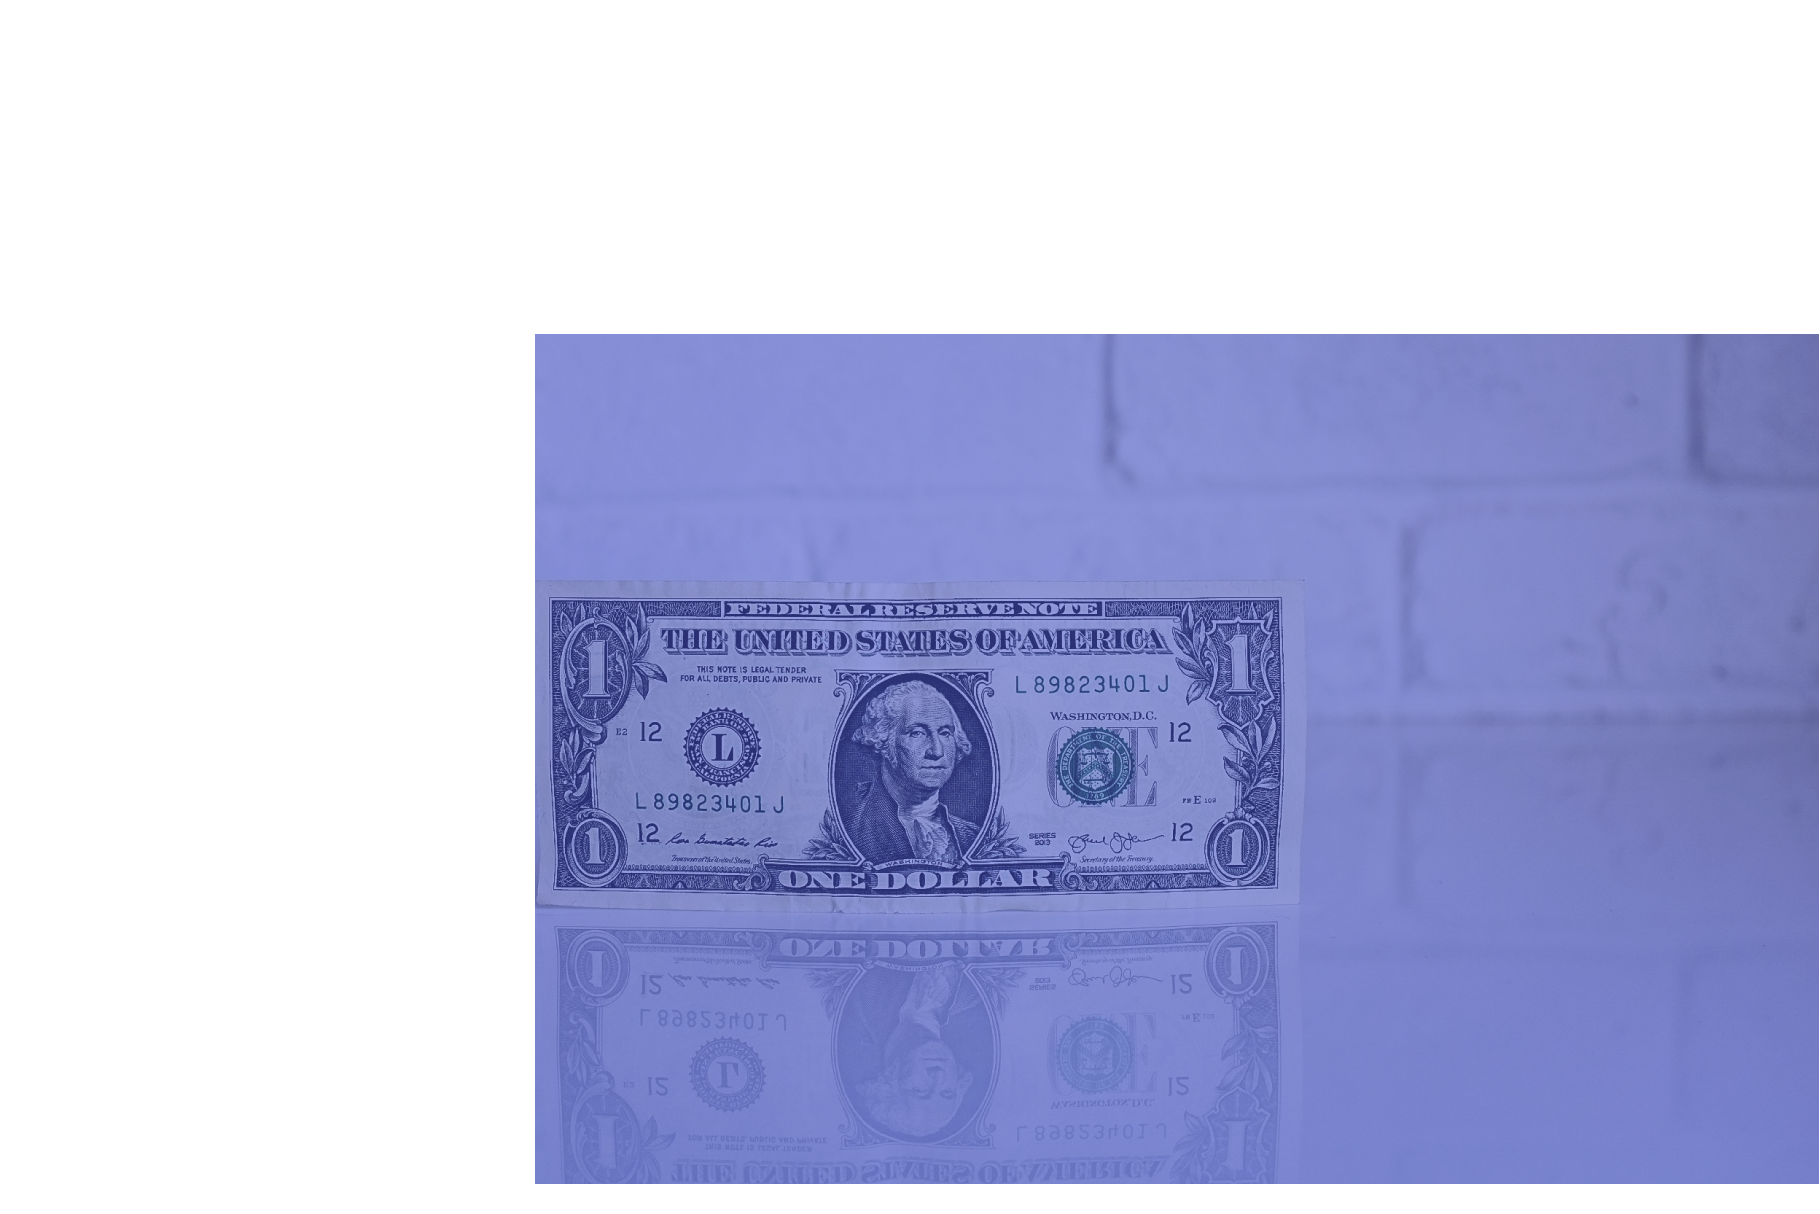 FEDERAL RESERVE NOTE
THE UNITED STATES OF AMERICA
THIS NOTE IS LEGAL TENDER
FOR ALL DEBTS, PUBLIC AND PRIVATE
L 89823401 J
WASHINGTON, D.C.
1
1
E2
12
L
ONE
12
FW E 109
L 89823401 J
12
SERIES
2013
12
Treasurer of the United States.
Secretary of the Treasury.
1
WASHINGTON
1
ONE DOLLAR